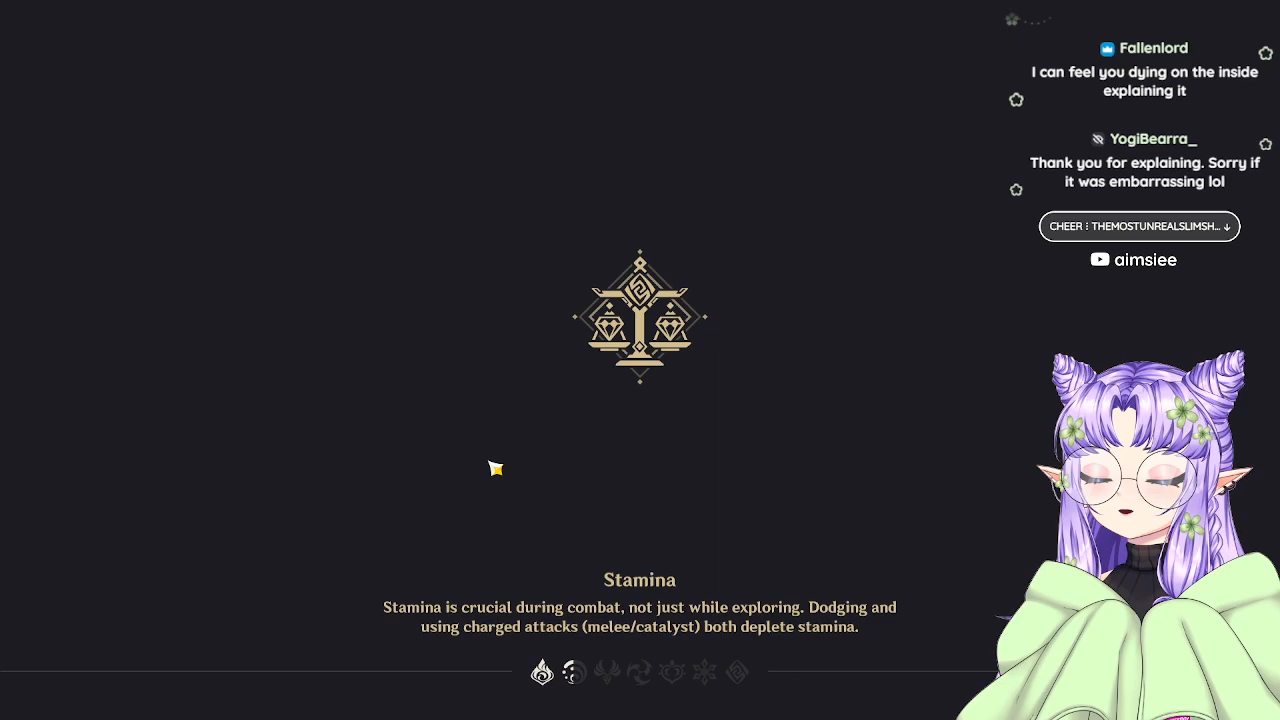 Fallenlord
I can feel you dying on the inside
explaining it
YogiBearra_
Thank you for explaining. Sorry if
it was embarrassing lol
CHEER : THEMOSTUNREALSLIMSH... ↓
aimsiee
Stamina
Stamina is crucial during combat, not just while exploring. Dodging and
using charged attacks (melee/catalyst) both deplete stamina.